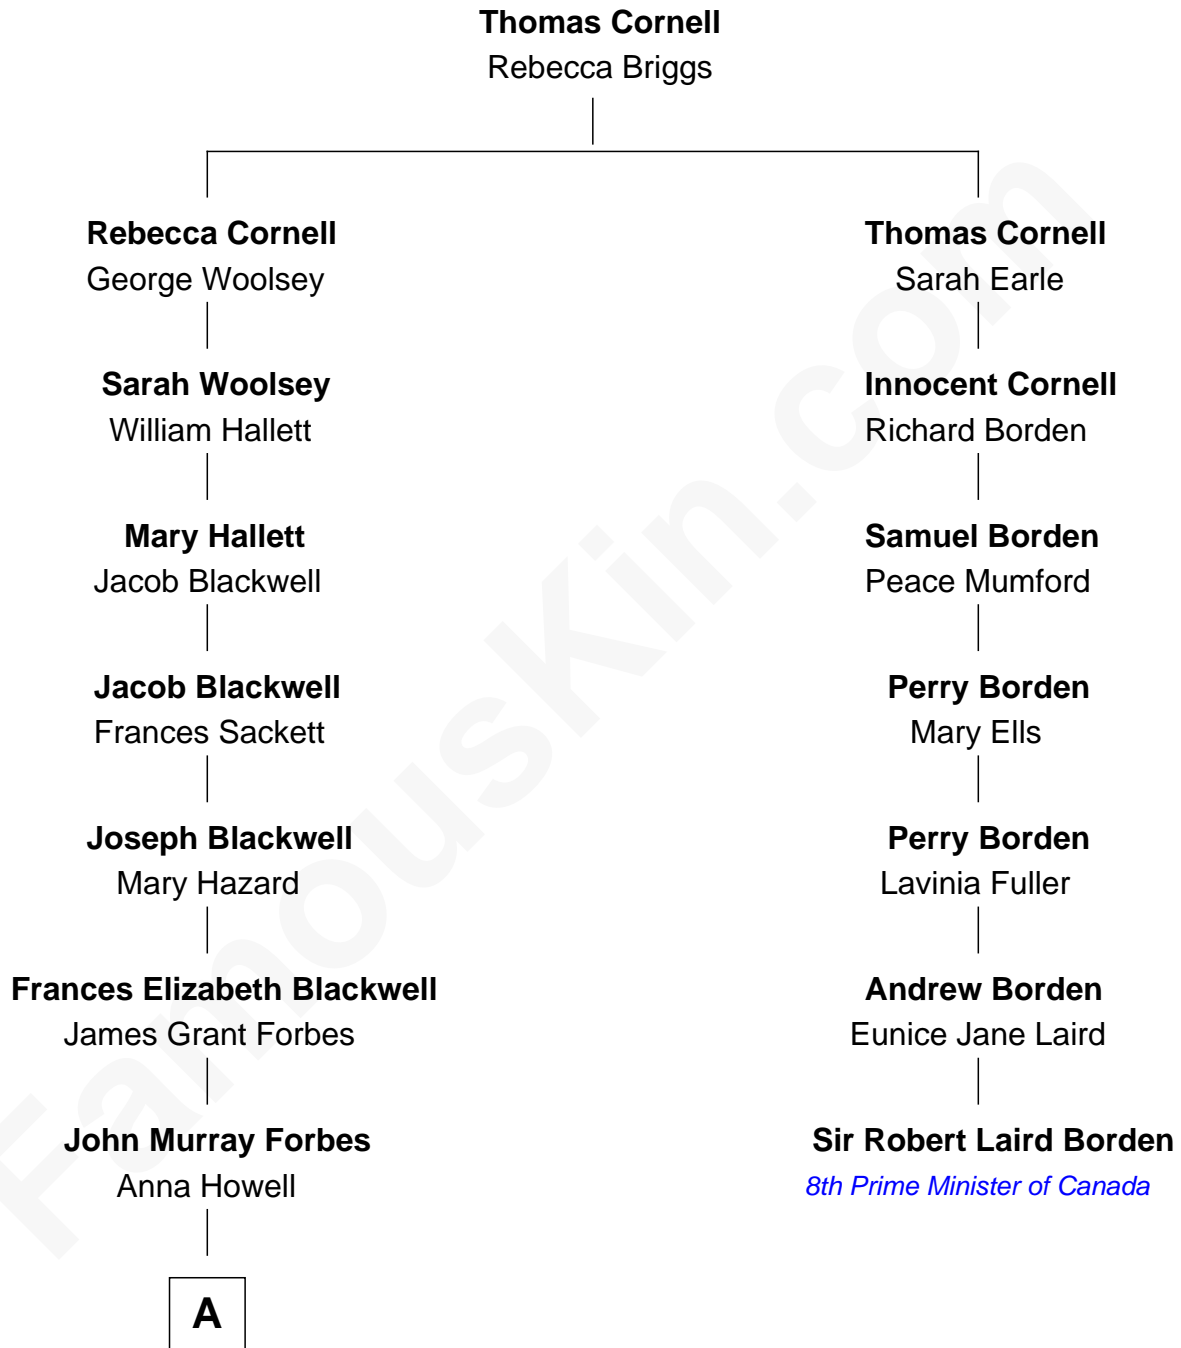 Thomas Cornell
Rebecca Briggs
Rebecca Cornell
George Woolsey
Thomas Cornell
Sarah Earle
Sarah Woolsey
William Hallett
Innocent Cornell
Richard Borden
Mary Hallett
Jacob Blackwell
Samuel Borden
Peace Mumford
Jacob Blackwell
Frances Sackett
Perry Borden
Mary Ells
Joseph Blackwell
Mary Hazard
Perry Borden
Lavinia Fuller
Frances Elizabeth Blackwell
James Grant Forbes
Andrew Borden
Eunice Jane Laird
John Murray Forbes
Anna Howell
Sir Robert Laird Borden
8th Prime Minister of Canada
A
FamousKin.com